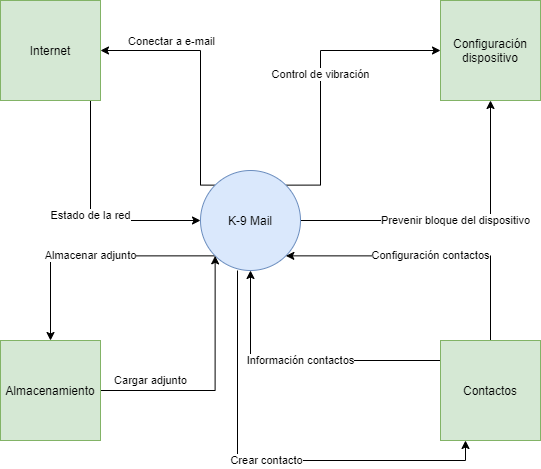 Conectar a e-mail
Internet
Configuración
dispositivo
Control de vibración
Estado de la red
K-9 Mail
Prevenir bloque del dispositivo
Almacenar adjunto
Configuración contactos
Información contactos
Cargar adjunto
Almacenamiento
Contactos
Crear contacto